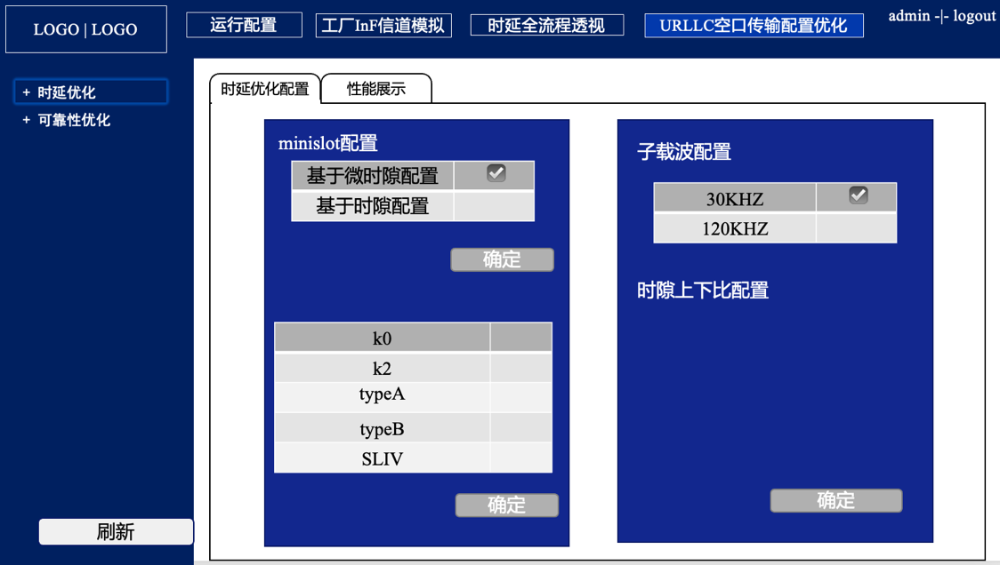 LOGO | LOGO
运行配置
工厂InF信道模拟
时延全流程透视
URLLC空口传输配置优化
admin -|- logout
+ 时延优化
+ 可靠性优化
刷新
时延优化配置
性能展示
minislot配置
基于微时隙配置
基于时隙配置
确定
k0
k2
typeA
typeB
SLIV
确定
子载波配置
30KHZ
120KHZ
时隙上下比配置
确定